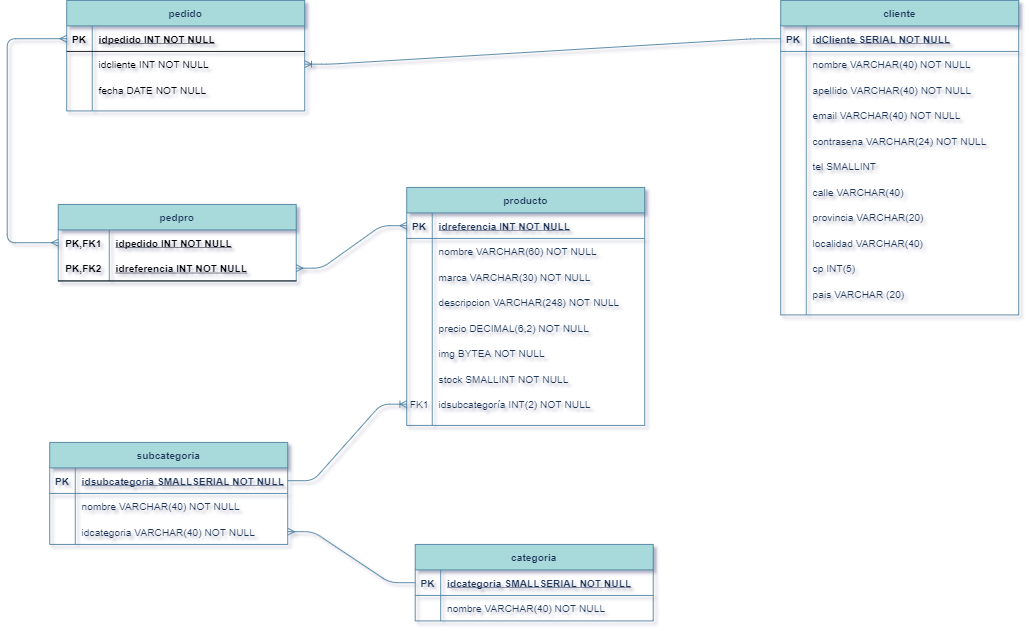 pedido
PK idpedido INT NOT NULL
idcliente INT NOT NULL
fecha DATE NOT NULL
cliente
PK idCliente SERIAL NOT NULL
nombre VARCHAR(40) NOT NULL
apellido VARCHAR(40) NOT NULL
email VARCHAR(40) NOT NULL
contrasena VARCHAR(24) NOT NULL
tel SMALLINT
calle VARCHAR(40)
provincia VARCHAR(20)
localidad VARCHAR(40)
cp INT(5)
pais VARCHAR (20)
pedpro
PK,FK1 idpedido INT NOT NULL
PK,FK2 idreferencia INT NOT NULL
producto
PK idreferencia INT NOT NULL
nombre VARCHAR(60) NOT NULL
marca VARCHAR(30) NOT NULL
descripcion VARCHAR(248) NOT NULL
precio DECIMAL(6,2) NOT NULL
img BYTEA NOT NULL
stock SMALLINT NOT NULL
FK1 idsubcategoría INT(2) NOT NULL
subcategoria
PK idsubcategoria SMALLSERIAL NOT NULL
nombre VARCHAR(40) NOT NULL
idcategoria VARCHAR(40) NOT NULL
categoria
PK idcategoria SMALLSERIAL NOT NULL
nombre VARCHAR(40) NOT NULL